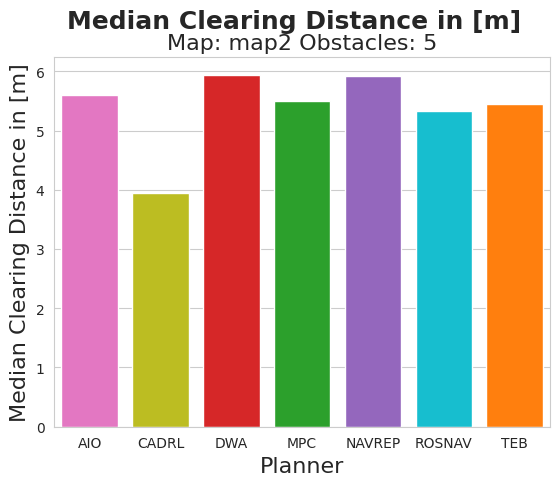 Median Clearing Distance in [m]
Map: map2 Obstacles: 5
Median Clearing Distance in [m]
6
5
4
3
2
1
0
AIO CADRL DWA MPC NAVREP ROSNAV TEB
Planner